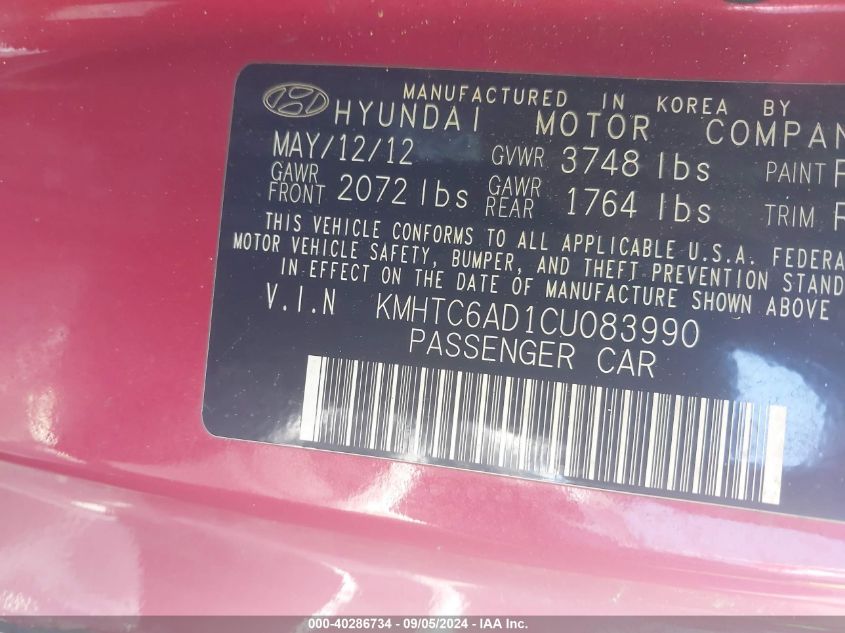 MANUFACTURED IN KOREA BY
HYUNDAI MOTOR COMPAN
MAY/12/12 GVWR 3748 lbs PAINT
GAWR FRONT 2072 lbs GAWR REAR 1764 lbs TRIM
THIS VEHICLE CONFORMS TO ALL APPLICABLE U.S.A. FEDERA
MOTOR VEHICLE SAFETY, BUMPER, AND THEFT PREVENTION STAND
IN EFFECT ON THE DATE OF MANUFACTURE SHOWN ABOVE
V.I.N KMHTC6AD1CU083990
PASSENGER CAR
000-40286734 - 09/05/2024 - IAA Inc.